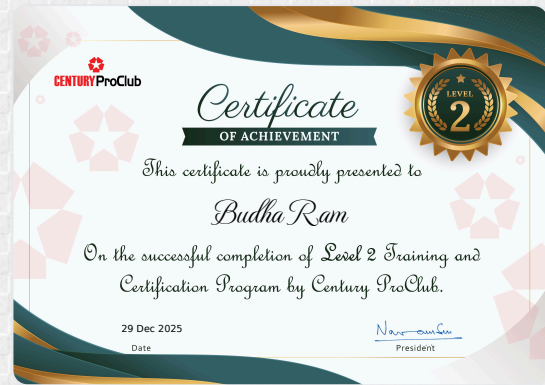 CENTURY ProClub
Certificate
OF ACHIEVEMENT
LEVEL
2
This certificate is proudly presented to
Budha Ram
On the successful completion of Level 2 Training and
Certification Program by Century ProClub.
29 Dec 2025
Date
President